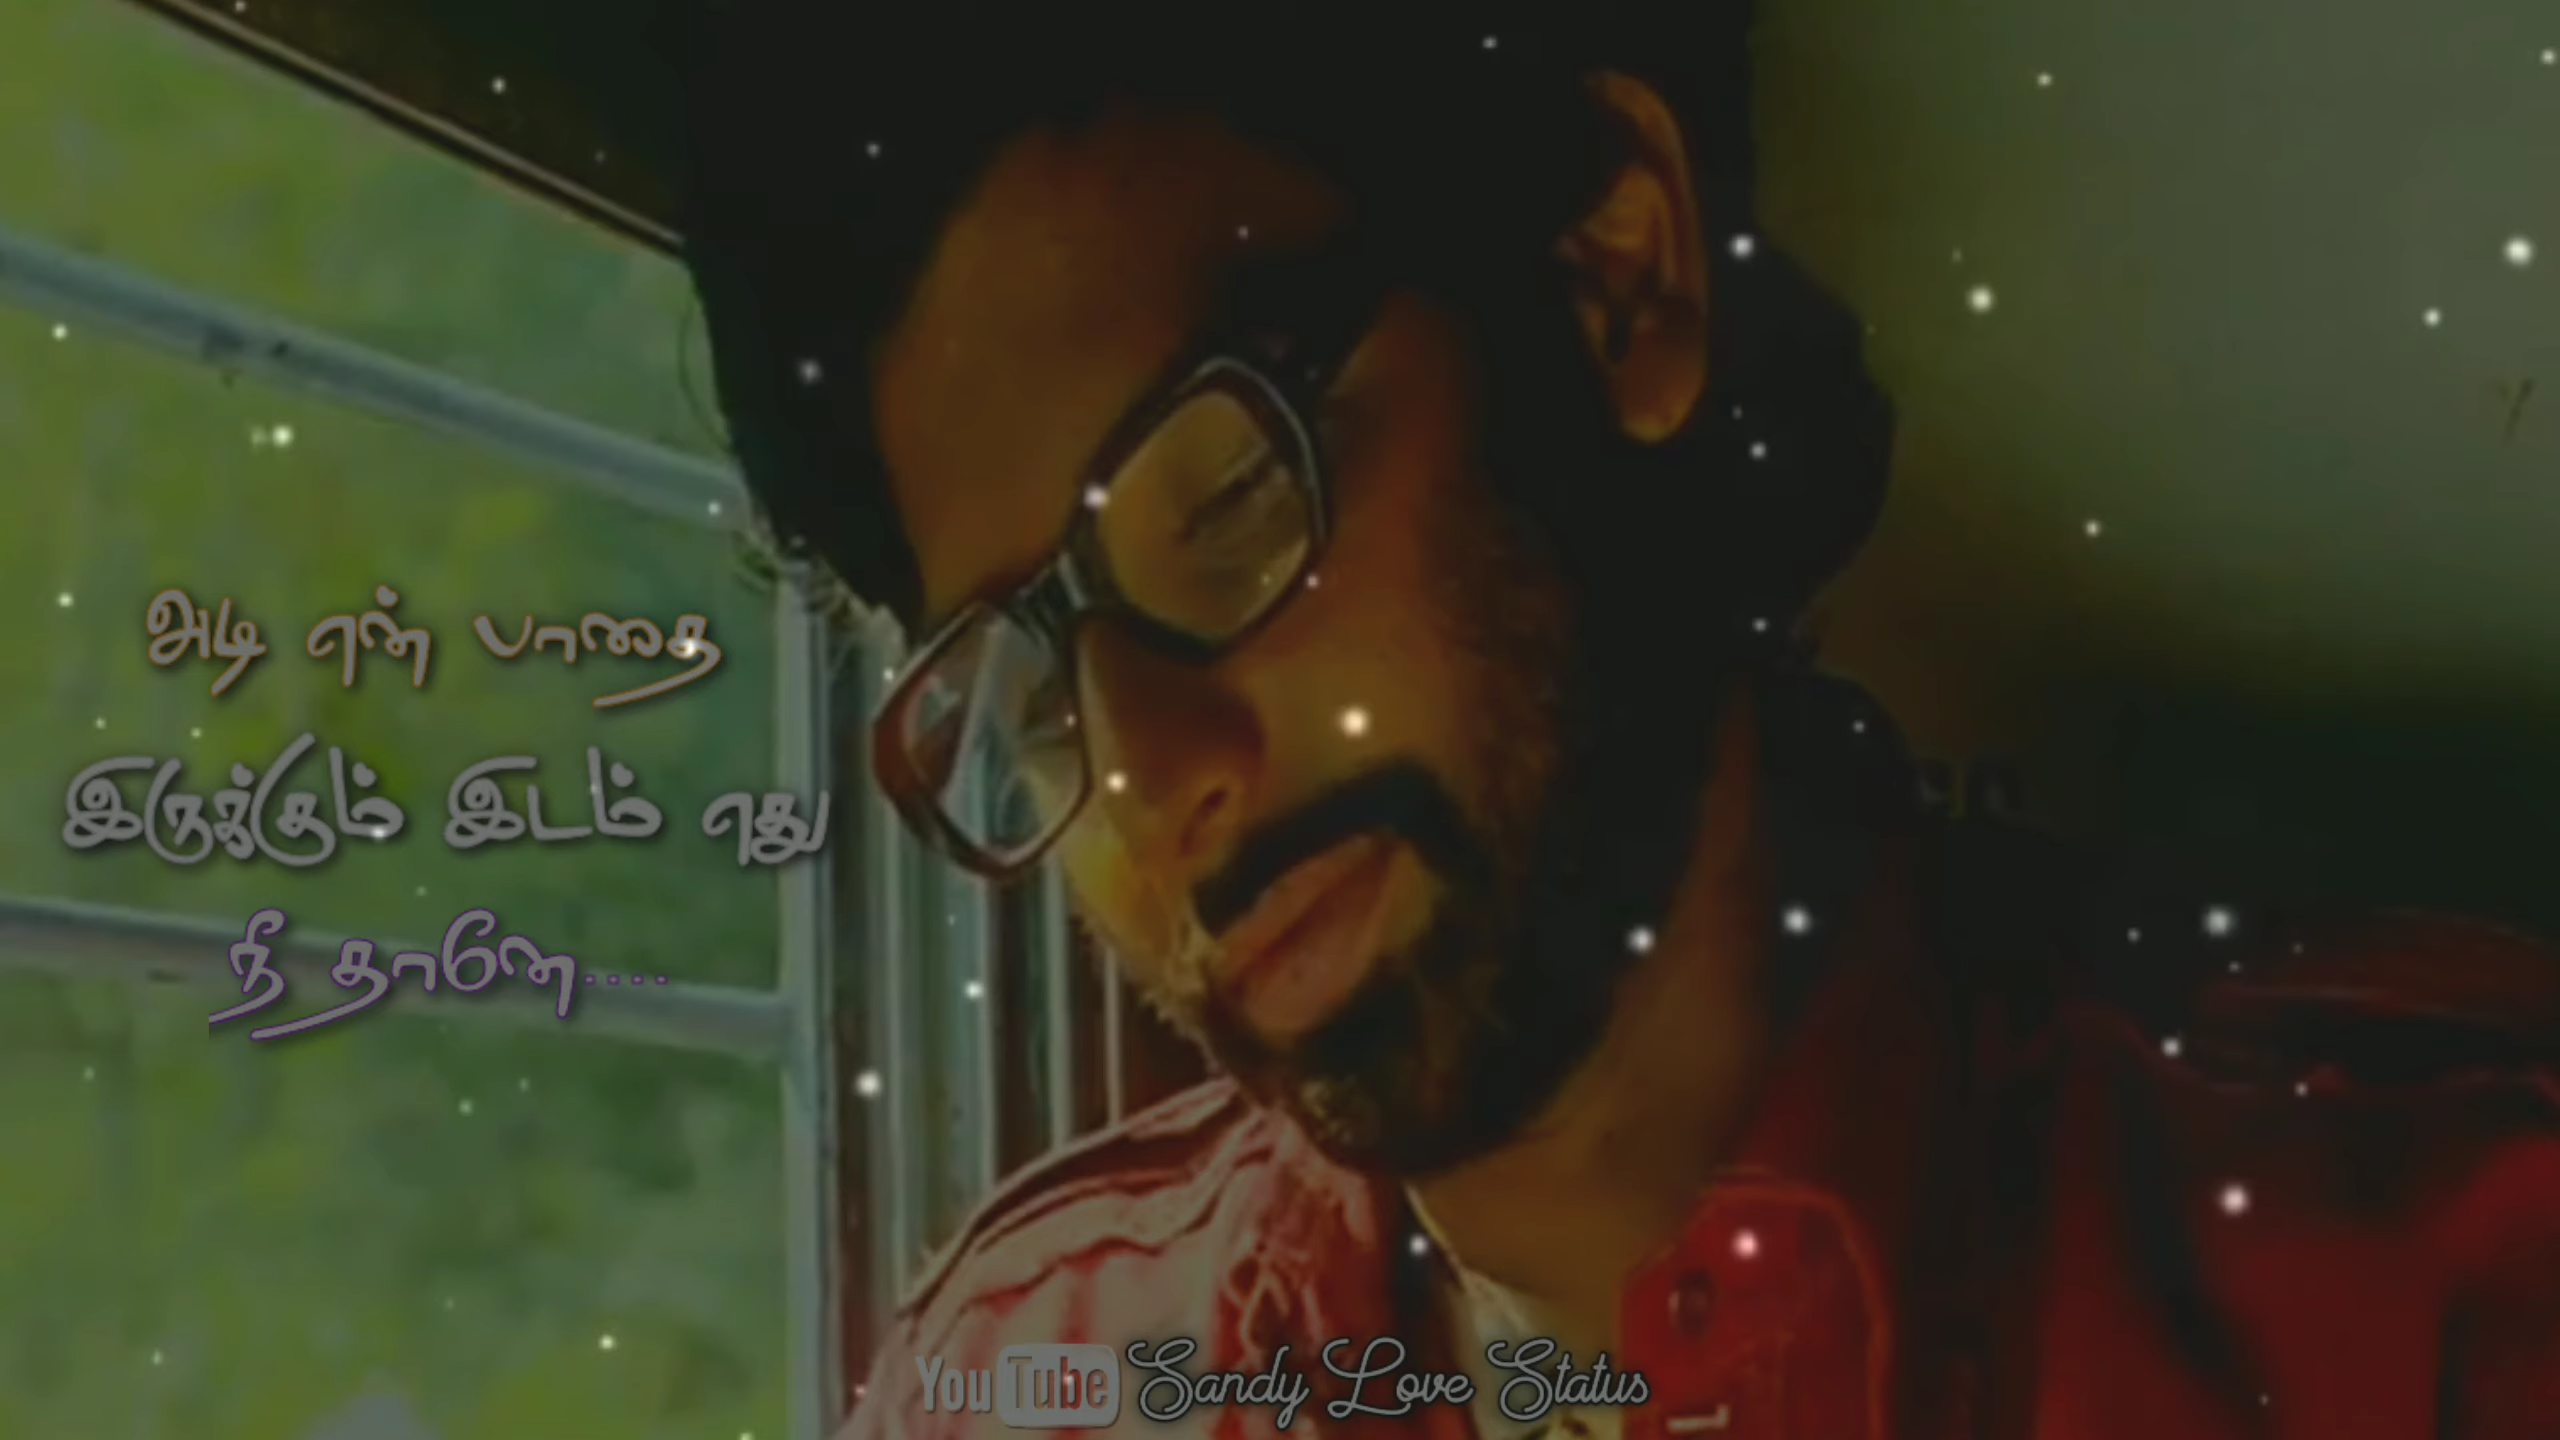 அடி என் பாதை
இருக்கும் இடம் எது
நீ தானே....
YouTube Sandy Love Status